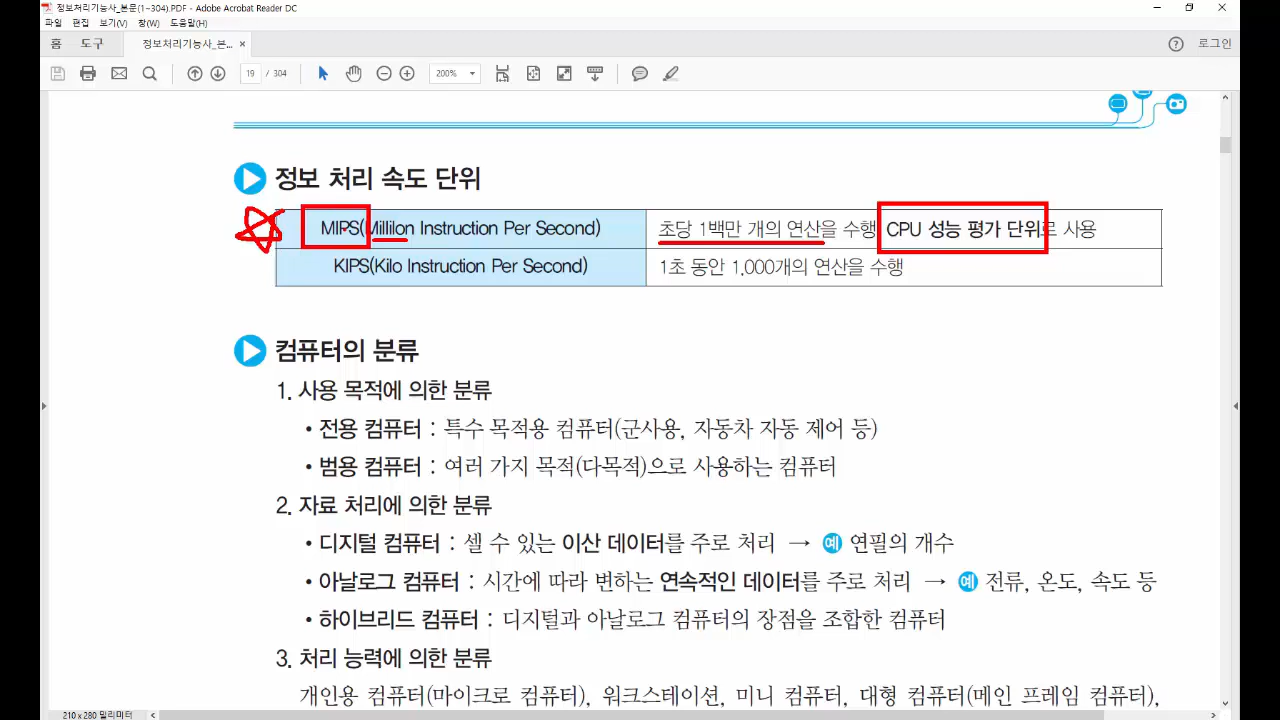 정보처리기능사_본문(1~304).PDF - Adobe Acrobat Reader DC
파일 편집 보기(V) 창(W) 도움말(H)
홈 도구 정보처리기능사_본... × 로그인
19 / 304 200%
정보 처리 속도 단위
MIPS(Millilon Instruction Per Second) 초당 1백만 개의 연산을 수행 CPU 성능 평가 단위로 사용
KIPS(Kilo Instruction Per Second) 1초 동안 1,000개의 연산을 수행
컴퓨터의 분류
1. 사용 목적에 의한 분류
• 전용 컴퓨터 : 특수 목적용 컴퓨터(군사용, 자동차 자동 제어 등)
• 범용 컴퓨터 : 여러 가지 목적(다목적)으로 사용하는 컴퓨터
2. 자료 처리에 의한 분류
• 디지털 컴퓨터 : 셀 수 있는 이산 데이터를 주로 처리 → 예 연필의 개수
• 아날로그 컴퓨터 : 시간에 따라 변하는 연속적인 데이터를 주로 처리 → 예 전류, 온도, 속도 등
• 하이브리드 컴퓨터 : 디지털과 아날로그 컴퓨터의 장점을 조합한 컴퓨터
3. 처리 능력에 의한 분류
개인용 컴퓨터(마이크로 컴퓨터), 워크스테이션, 미니 컴퓨터, 대형 컴퓨터(메인 프레임 컴퓨터),
210 x 280 밀리미터